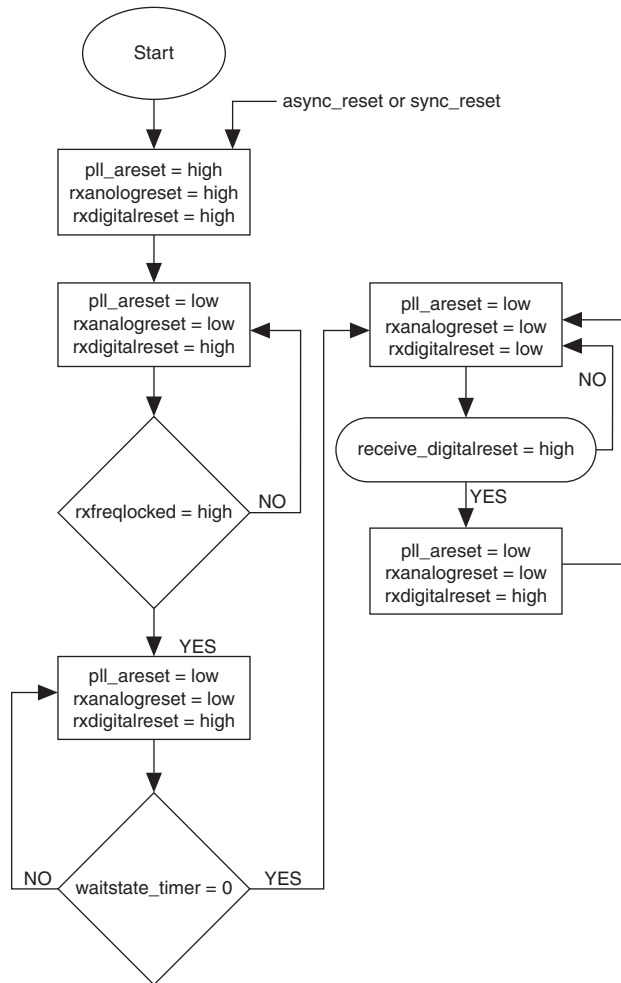 Start
async_reset or sync_reset
pll_areset = high
rxanologreset = high
rxdigitalreset = high
pll_areset = low
rxanalogreset = low
rxdigitalreset = high
rxfreqlocked = high
NO
YES
pll_areset = low
rxanalogreset = low
rxdigitalreset = high
waitstate_timer = 0
NO
YES
pll_areset = low
rxanalogreset = low
rxdigitalreset = low
NO
receive_digitalreset = high
YES
pll_areset = low
rxanalogreset = low
rxdigitalreset = high